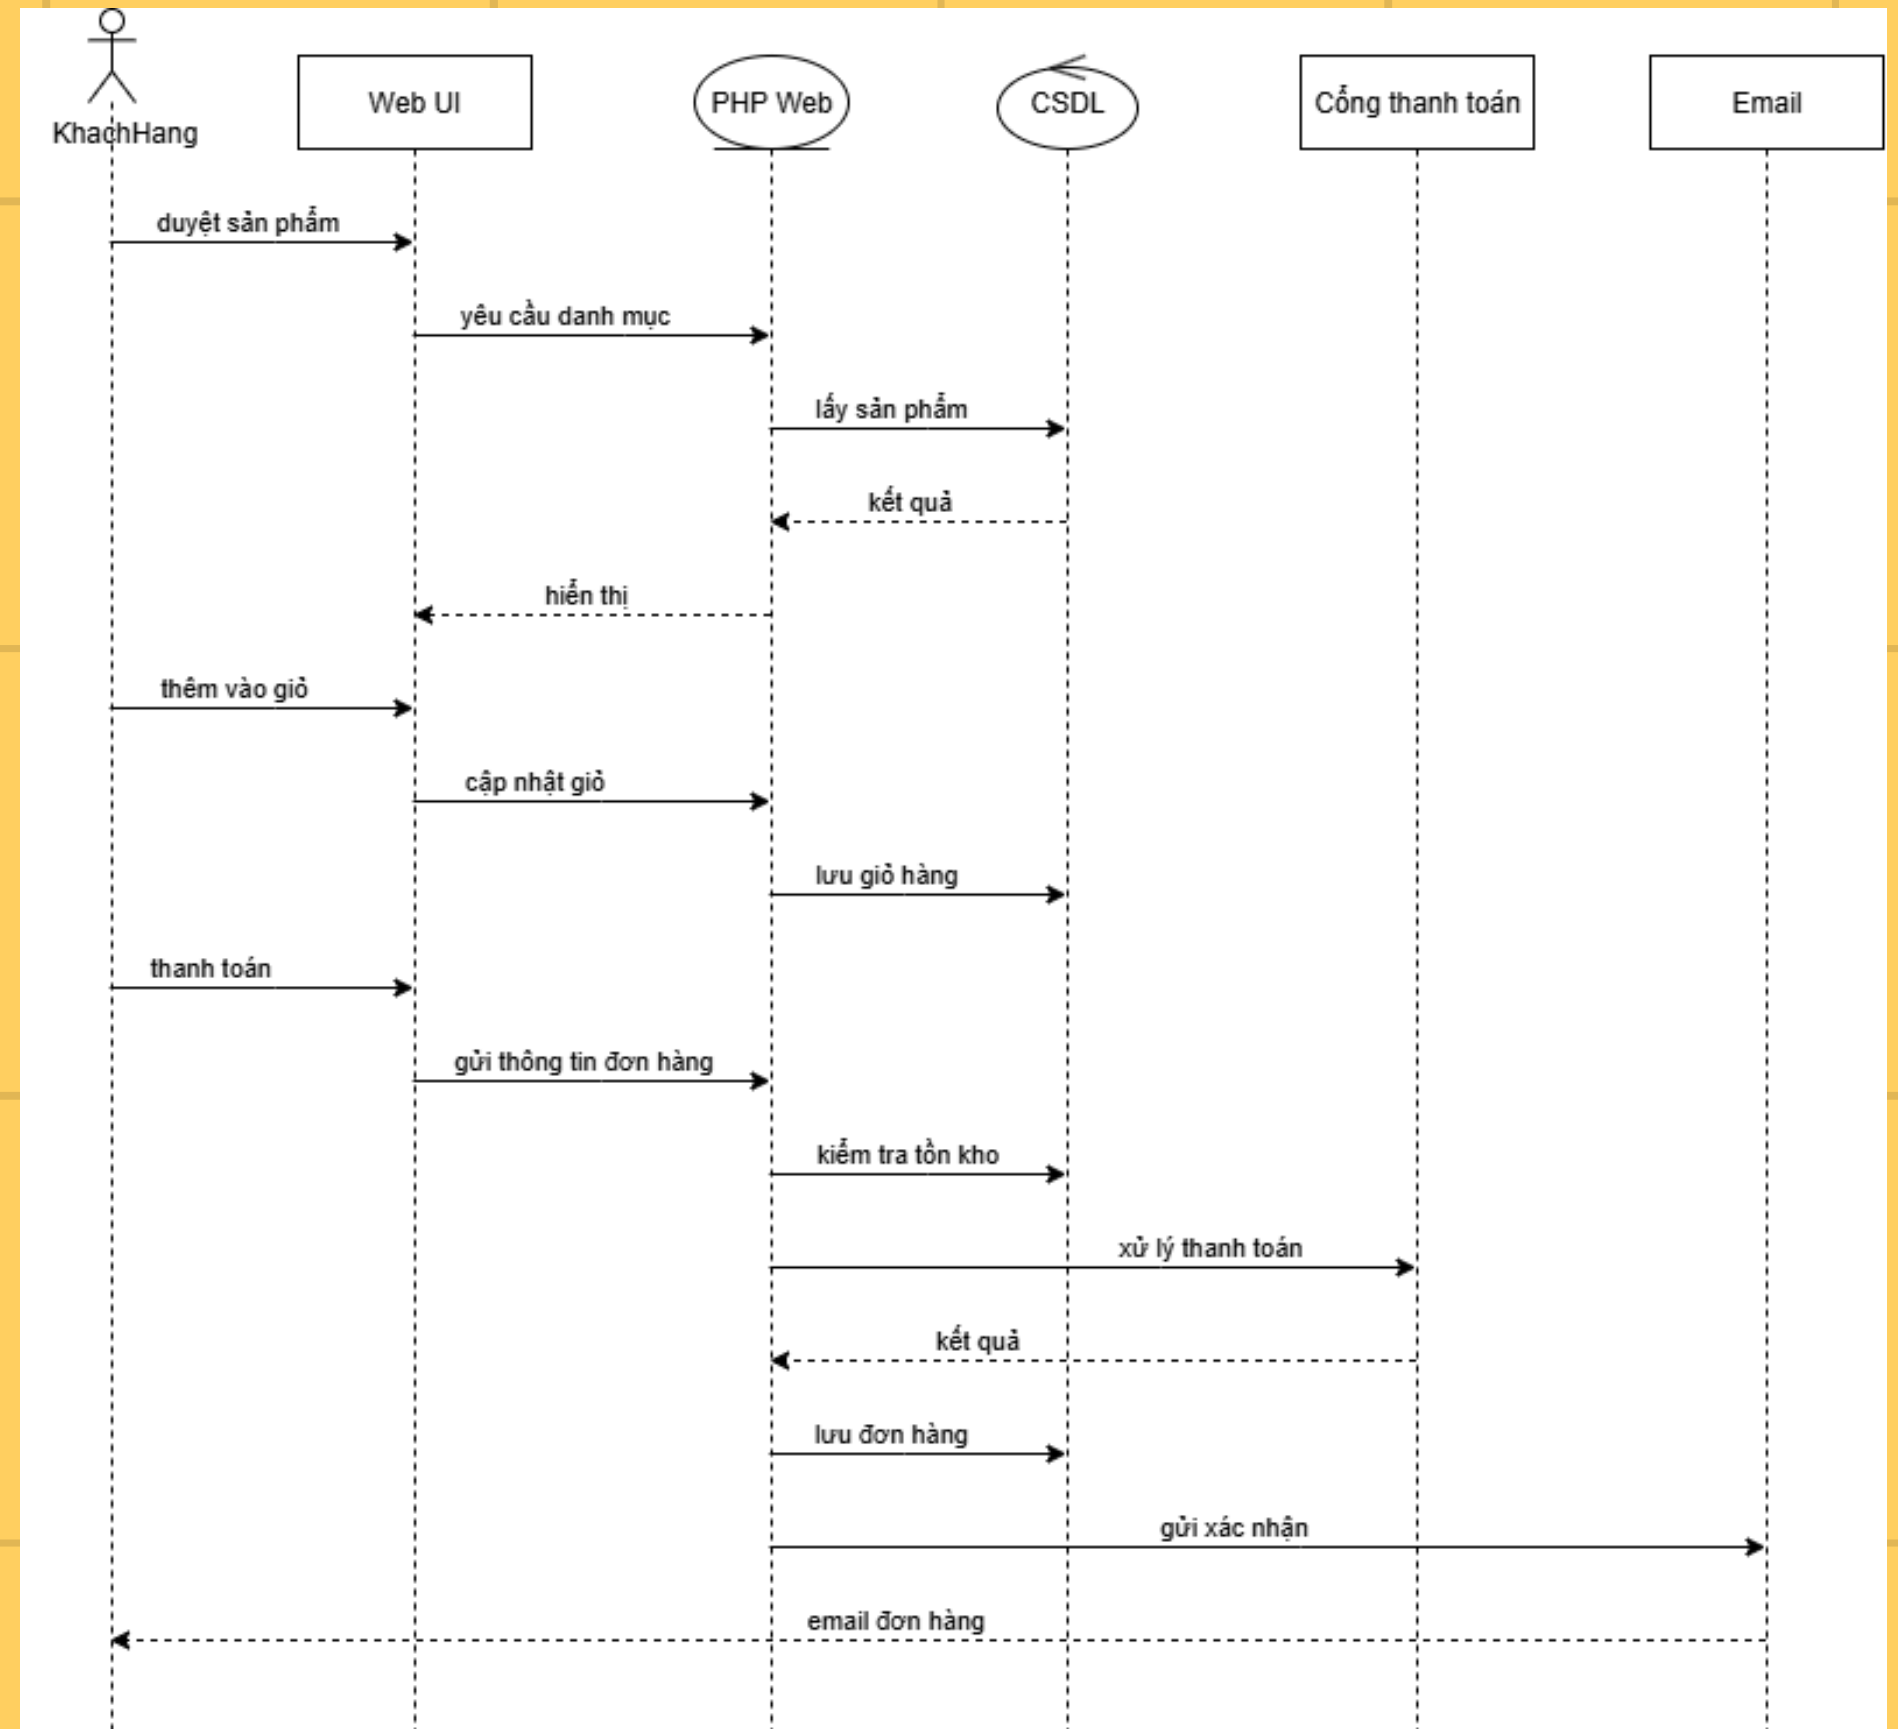 KhachHang
Web UI
PHP Web
CSDL
Cổng thanh toán
Email
duyệt sản phẩm
yêu cầu danh mục
lấy sản phẩm
kết quả
hiển thị
thêm vào giỏ
cập nhật giỏ
lưu giỏ hàng
thanh toán
gửi thông tin đơn hàng
kiểm tra tồn kho
xử lý thanh toán
kết quả
lưu đơn hàng
gửi xác nhận
email đơn hàng